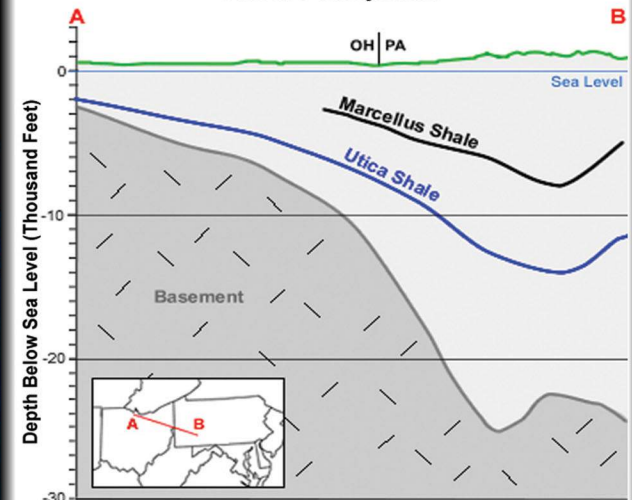 A
B
OH PA
0
Sea Level
Marcellus Shale
Utica Shale
-10
Basement
-20
A
B
-30
Depth Below Sea Level (Thousand Feet)